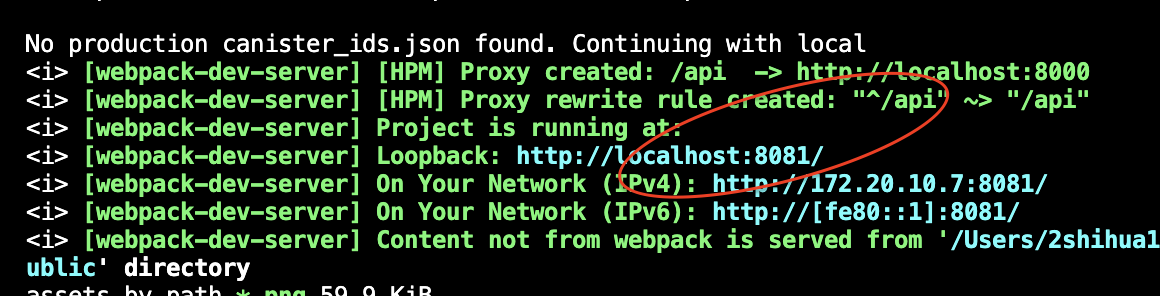 No production canister_ids.json found. Continuing with local
<i> [webpack-dev-server] [HPM] Proxy created: /api  -> http://localhost:8000
<i> [webpack-dev-server] [HPM] Proxy rewrite rule created: "^/api" ~> "/api"
<i> [webpack-dev-server] Project is running at:
<i> [webpack-dev-server] Loopback: http://localhost:8081/
<i> [webpack-dev-server] On Your Network (IPv4): http://172.20.10.7:8081/
<i> [webpack-dev-server] On Your Network (IPv6): http://[fe80::1]:8081/
<i> [webpack-dev-server] Content not from webpack is served from '/Users/2shihua1
ublic' directory
assets by path *.png 59.9 KiB